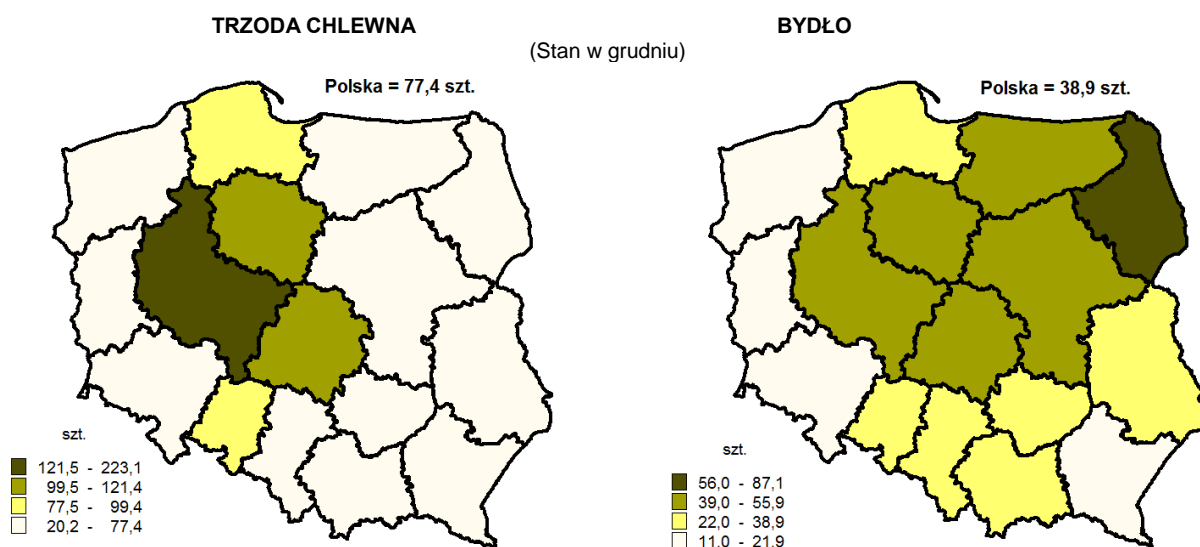 TRZODA CHLEWNA
BYDŁO
(Stan w grudniu)
Polska = 77,4 szt.
Polska = 38,9 szt.
szt.
121,5 - 223,1
99,5 - 121,4
77,5 - 99,4
20,2 - 77,4
szt.
56,0 - 87,1
39,0 - 55,9
22,0 - 38,9
11,0 - 21,9